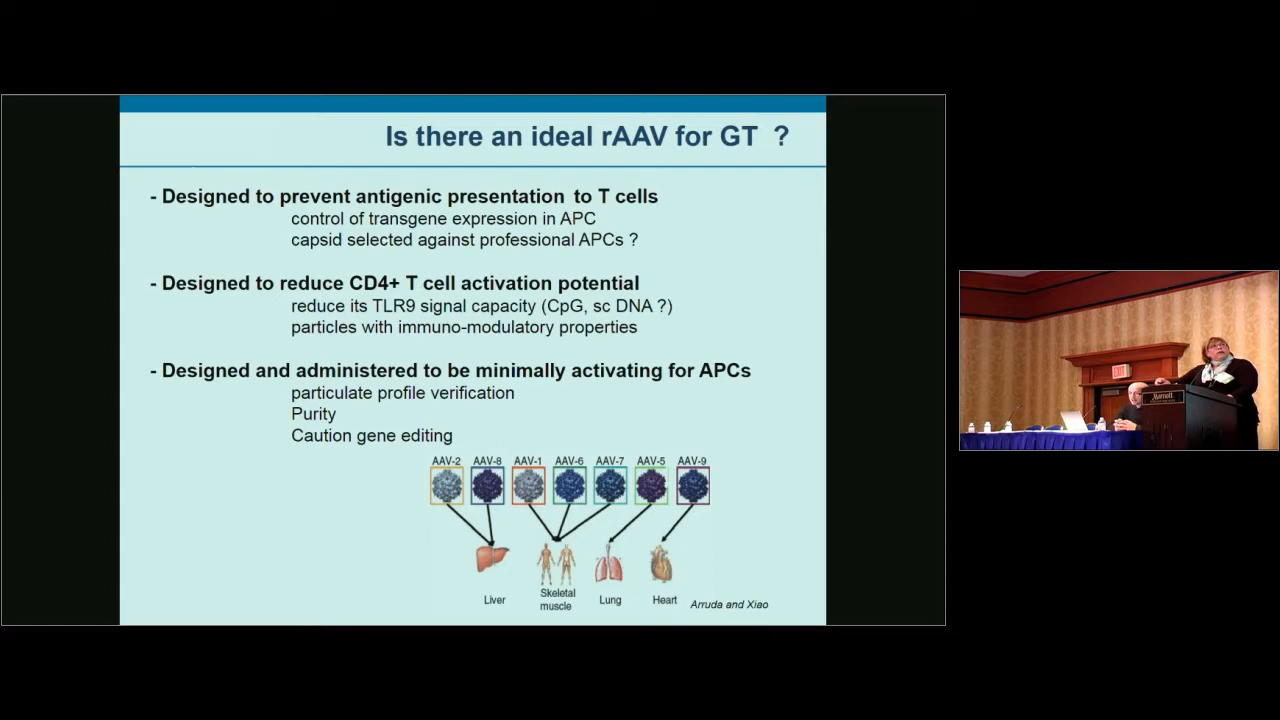 Is there an ideal rAAV for GT ?
- Designed to prevent antigenic presentation to T cells
control of transgene expression in APC
capsid selected against professional APCs ?
- Designed to reduce CD4+ T cell activation potential
reduce its TLR9 signal capacity (CpG, sc DNA ?)
particles with immuno-modulatory properties
- Designed and administered to be minimally activating for APCs
particulate profile verification
Purity
Caution gene editing
AAV-2 AAV-8 AAV-1 AAV-6 AAV-7 AAV-5 AAV-9
Liver
Skeletal
muscle
Lung
Heart
Arruda and Xiao
EXIT
Marriott